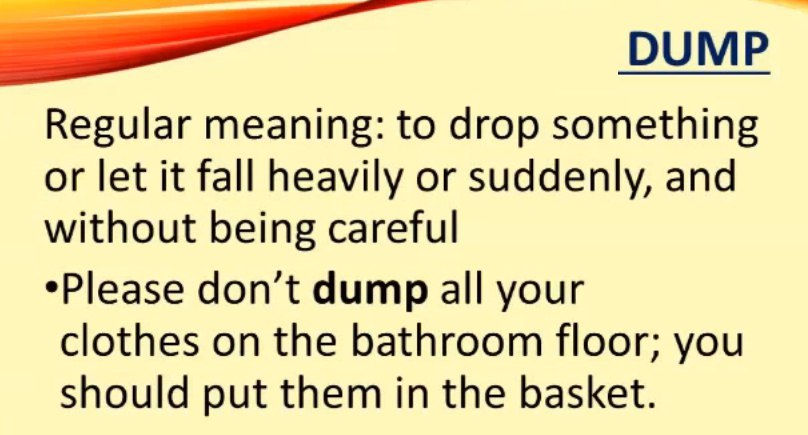 DUMP
Regular meaning: to drop something
or let it fall heavily or suddenly, and
without being careful
•Please don’t dump all your
clothes on the bathroom floor; you
should put them in the basket.